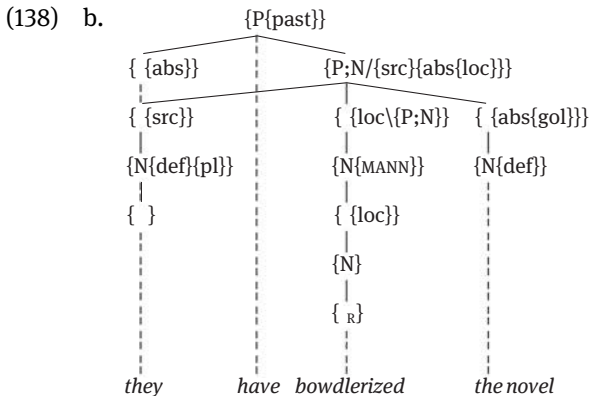 (138) b. {P{past}}
{ {abs}} {P;N/{src}{abs{loc}}}
{ {src}} { {loc\{P;N}} { {abs{gol}}}
{N{def}{pl}} {N{MANN}} {N{def}}
{ } { {loc}}
{N}
{ R}
they have bowdlerized the novel